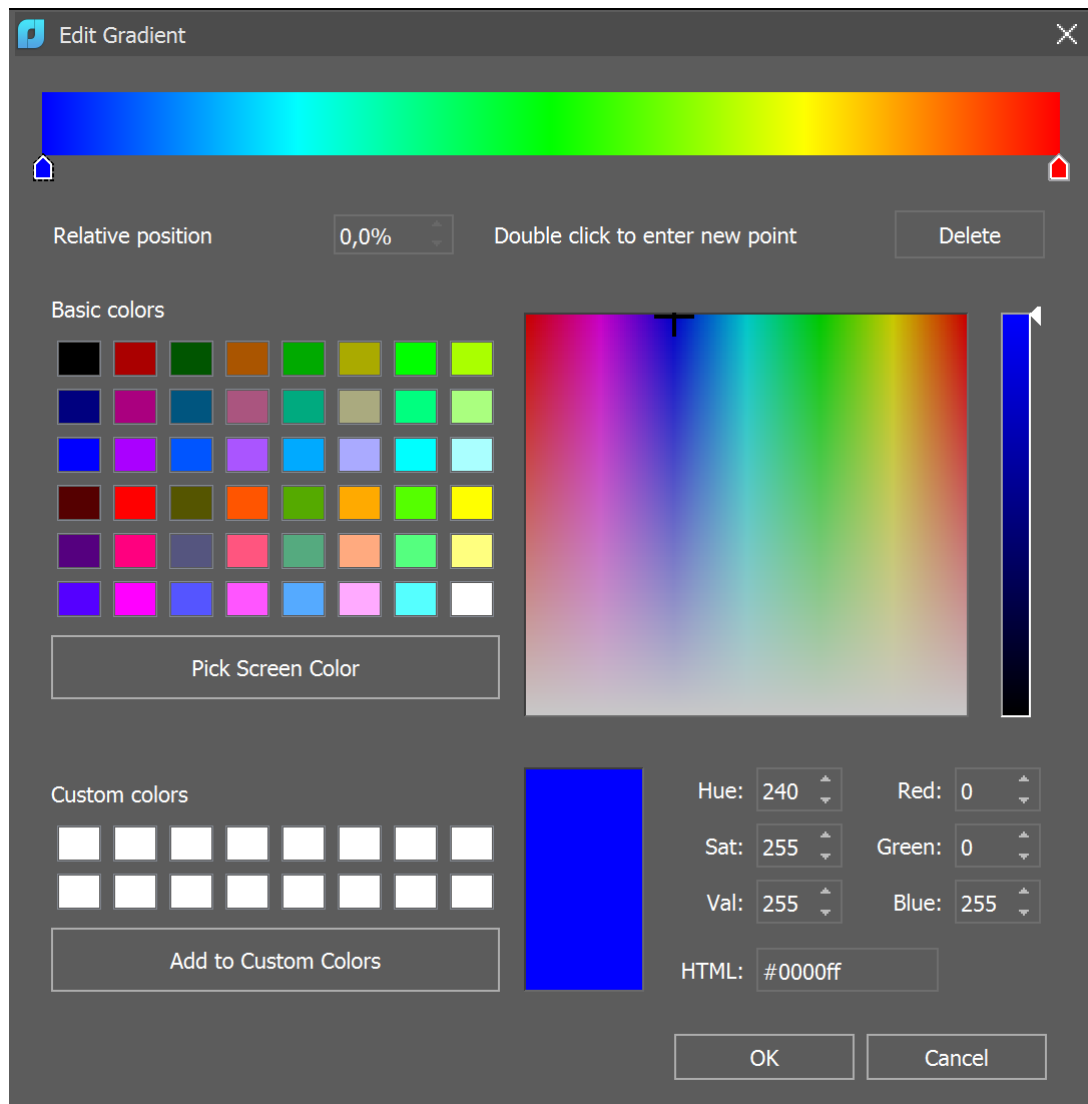 Edit Gradient
Relative position 0,0% Double click to enter new point Delete
Basic colors
Pick Screen Color
Custom colors
Add to Custom Colors
Hue: 240 Red: 0
Sat: 255 Green: 0
Val: 255 Blue: 255
HTML: #0000ff
OK Cancel